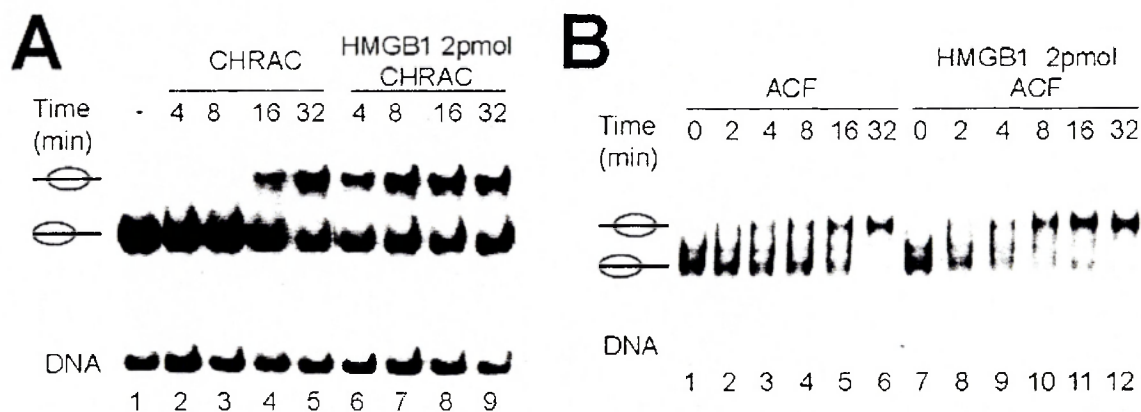 A
CHRAC
HMGB1 2pmol
CHRAC
Time
(min)
- 4 8 16 32 4 8 16 32
DNA
1 2 3 4 5 6 7 8 9
B
ACF
HMGB1 2pmol
ACF
Time
(min)
0 2 4 8 16 32 0 2 4 8 16 32
DNA
1 2 3 4 5 6 7 8 9 10 11 12